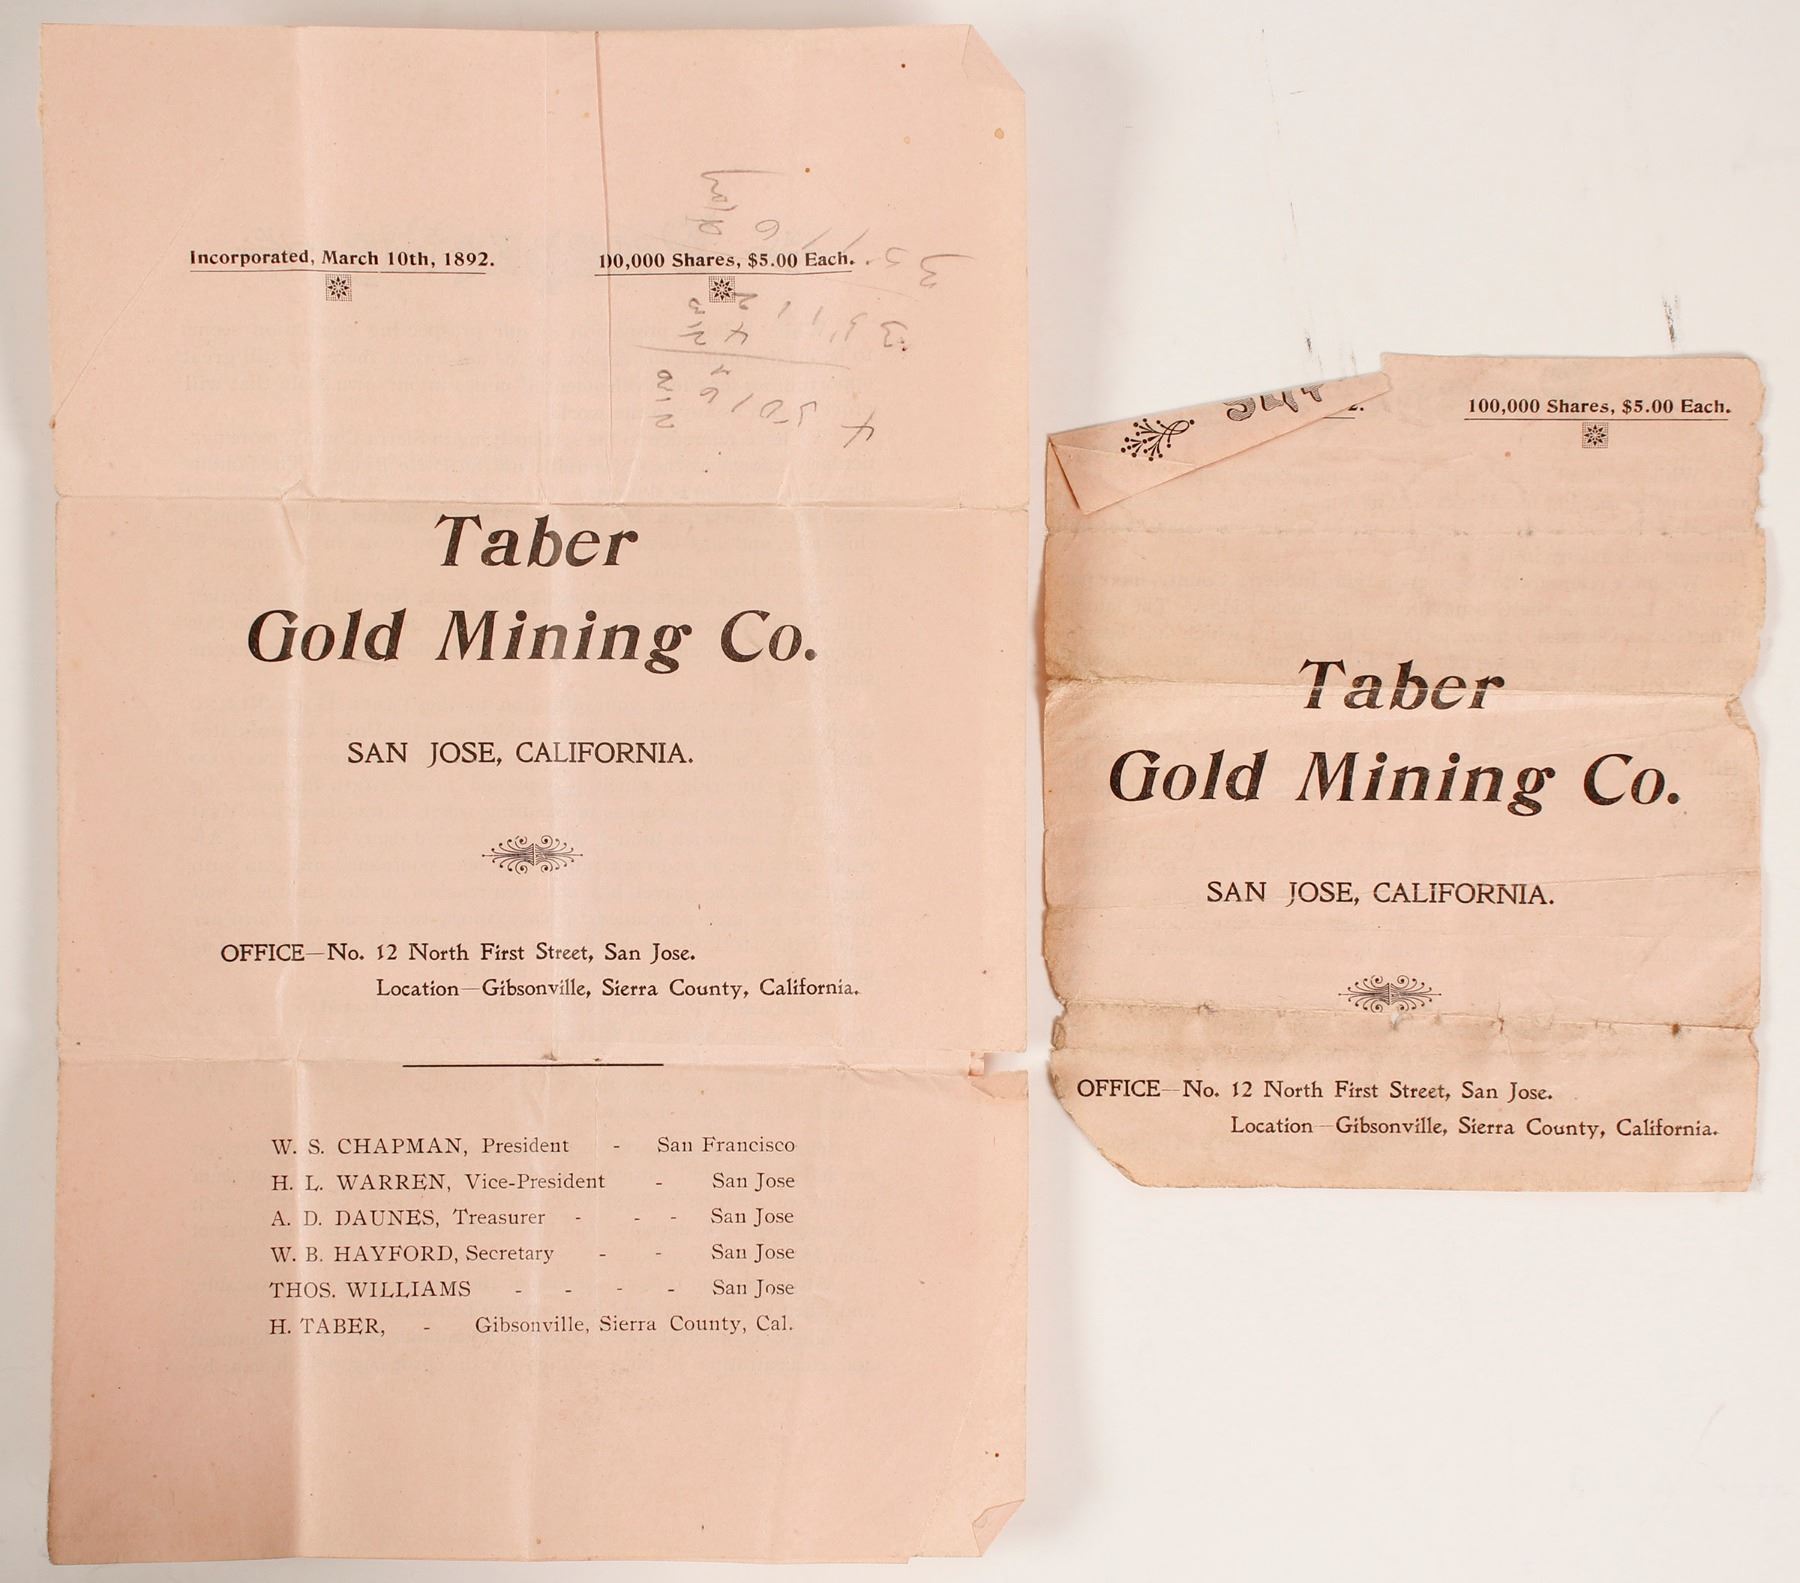 Incorporated, March 10th, 1892.
100,000 Shares, $5.00 Each.
Taber
Gold Mining Co.
SAN JOSE, CALIFORNIA.
OFFICE—No. 12 North First Street, San Jose.
Location—Gibsonville, Sierra County, California.
W. S. CHAPMAN, President - San Francisco
H. L. WARREN, Vice-President - San Jose
A. D. DAUNES, Treasurer - - - San Jose
W. B. HAYFORD, Secretary - - San Jose
THOS. WILLIAMS - - - - San Jose
H. TABER, - Gibsonville, Sierra County, Cal.
2.
100,000 Shares, $5.00 Each.
Taber
Gold Mining Co.
SAN JOSE, CALIFORNIA.
OFFICE—No. 12 North First Street, San Jose.
Location—Gibsonville, Sierra County, California.